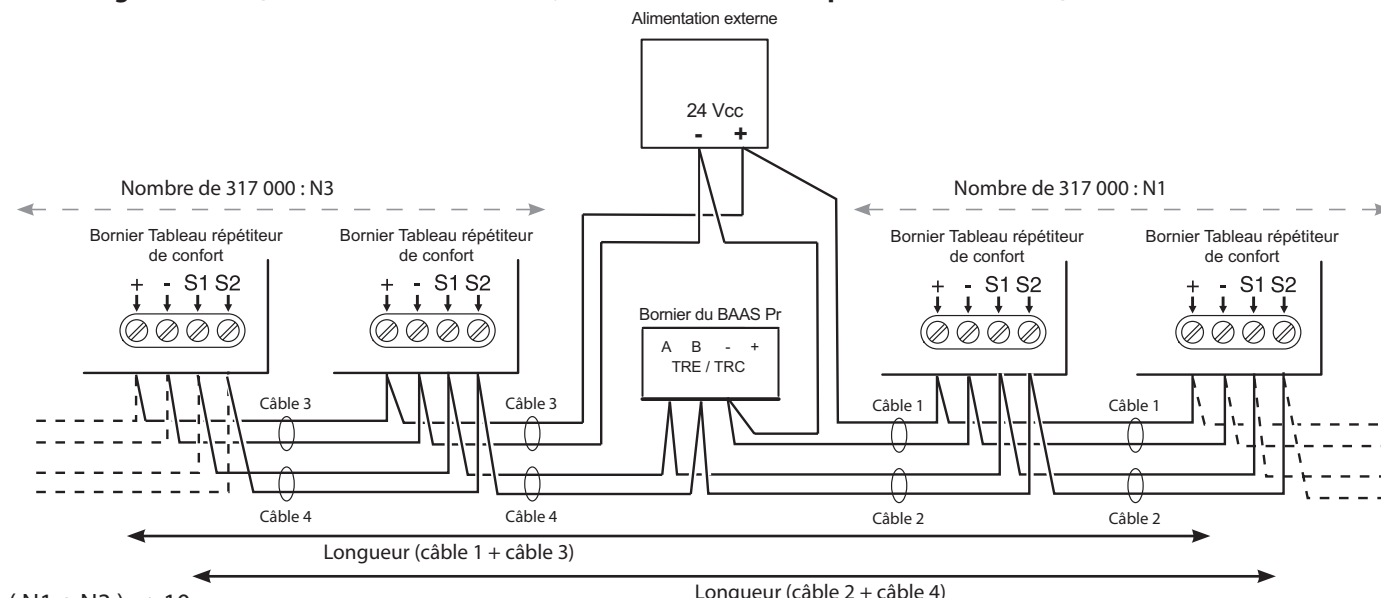 Alimentation externe
24 Vcc
- +
Nombre de 317 000 : N3
Nombre de 317 000 : N1
Bornier Tableau répétiteur
de confort
+ - S1 S2
Bornier Tableau répétiteur
de confort
+ - S1 S2
Bornier du BAAS Pr
A B - +
TRE / TRC
Bornier Tableau répétiteur
de confort
+ - S1 S2
Bornier Tableau répétiteur
de confort
+ - S1 S2
Câble 3
Câble 3
Câble 1
Câble 1
Câble 4
Câble 4
Câble 2
Câble 2
Longueur (câble 1 + câble 3)
Longueur (câble 2 + câble 4)